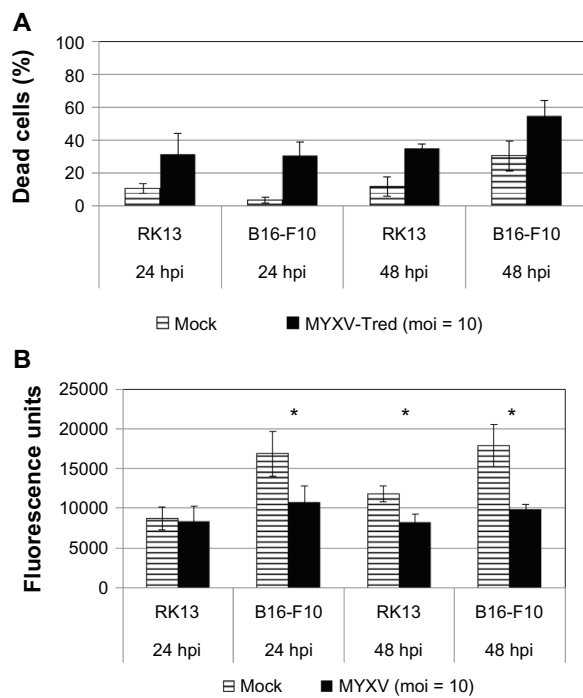 A
Dead cells (%)
100
80
60
40
20
0
RK13 B16-F10 RK13 B16-F10
24 hpi 24 hpi 48 hpi 48 hpi
Mock MYXV-Tred (moi = 10)
B
Fluorescence units
25000
20000
15000
10000
5000
0
* * *
RK13 B16-F10 RK13 B16-F10
24 hpi 24 hpi 48 hpi 48 hpi
Mock MYXV (moi = 10)